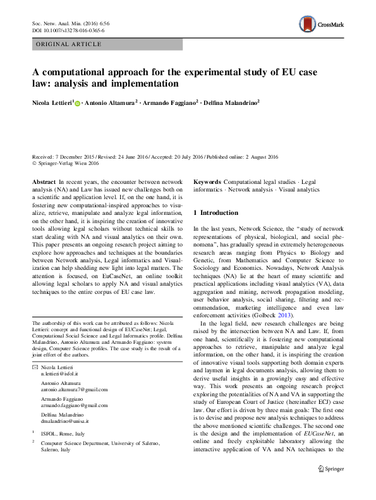 Soc. Netw. Anal. Min. (2016) 6:56
DOI 10.1007/s13278-016-0365-6
CrossMark
ORIGINAL ARTICLE
A computational approach for the experimental study of EU case
law: analysis and implementation
Nicola Lettieri1 · Antonio Altamura2 · Armando Faggiano2 · Delfina Malandrino2
Received: 7 December 2015 / Revised: 24 June 2016 / Accepted: 20 July 2016 / Published online: 2 August 2016
© Springer-Verlag Wien 2016
Abstract In recent years, the encounter between network
analysis (NA) and Law has issued new challenges both on
a scientific and application level. If, on the one hand, it is
fostering new computational-inspired approaches to visu-
alize, retrieve, manipulate and analyze legal information,
on the other hand, it is inspiring the creation of innovative
tools allowing legal scholars without technical skills to
start dealing with NA and visual analytics on their own.
This paper presents an ongoing research project aiming to
explore how approaches and techniques at the boundaries
between Network analysis, Legal informatics and Visual-
ization can help shedding new light into legal matters. The
attention is focused, on EuCaseNet, an online toolkit
allowing legal scholars to apply NA and visual analytics
techniques to the entire corpus of EU case law.
The authorship of this work can be attributed as follows: Nicola
Lettieri: concept and functional design of EUCaseNet; Legal,
Computational Social Science and Legal Informatics profile. Delfina
Malandrino, Antonio Altamura and Armando Faggiano: system
design, Computer Science profiles. The case study is the result of a
joint effort of the authors.
Nicola Lettieri
n.lettieri@isfol.it
Antonio Altamura
antonio.altamura7@gmail.com
Armando Faggiano
armando.faggiano@gmail.com
Delfina Malandrino
dmalandrino@unisa.it
1 ISFOL, Rome, Italy
2 Computer Science Department, University of Salerno,
Salerno, Italy
Keywords Computational legal studies · Legal
informatics · Network analysis · Visual analytics
1 Introduction
In the last years, Network Science, the “study of network
representations of physical, biological, and social phe-
nomena”, has gradually spread in extremely heterogeneous
research areas ranging from Physics to Biology and
Genetic, from Mathematics and Computer Science to
Sociology and Economics. Nowadays, Network Analysis
techniques (NA) lie at the heart of many scientific and
practical applications including visual analytics (VA), data
aggregation and mining, network propagation modeling,
user behavior analysis, social sharing, filtering and rec-
ommendation, marketing intelligence and even law
enforcement activities (Golbeck 2013).
In the legal field, new research challenges are being
raised by the intersection between NA and Law. If, from
one hand, scientifically it is fostering new computational
approaches to retrieve, manipulate and analyze legal
information, on the other hand, it is inspiring the creation
of innovative visual tools supporting both domain experts
and laymen in legal documents analysis, allowing them to
derive useful insights in a growingly easy and effective
way. This work presents an ongoing research project
exploring the potentialities of NA and VA in supporting the
study of European Court of Justice (hereinafter ECJ) case
law. Our effort is driven by three main goals: The first one
is to devise and propose new analysis techniques to address
the above mentioned scientific challenges. The second one
is the design and the implementation of EUCaseNet, an
online and freely exploitable laboratory allowing the
interactive application of VA and NA techniques to the
Springer